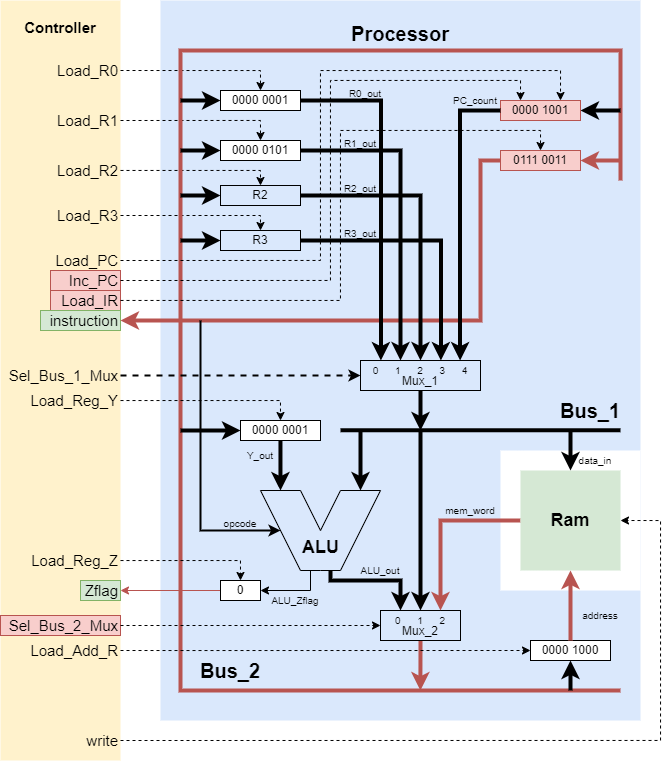 Controller
Processor
Load_R0
R0_out
PC_count
0000 0001
0000 1001
Load_R1
R1_out
0000 0101
0111 0011
Load_R2
R2
R2_out
Load_R3
R3
R3_out
Load_PC
Inc_PC
Load_IR
instruction
Sel_Bus_1_Mux
0 1 2 3 4
Mux_1
Load_Reg_Y
Bus_1
0000 0001
Y_out
data_in
mem_word
Ram
opcode
ALU
Load_Reg_Z
ALU_out
Zflag
0
ALU_Zflag
address
Sel_Bus_2_Mux
0 1 2
Mux_2
Load_Add_R
0000 1000
Bus_2
write